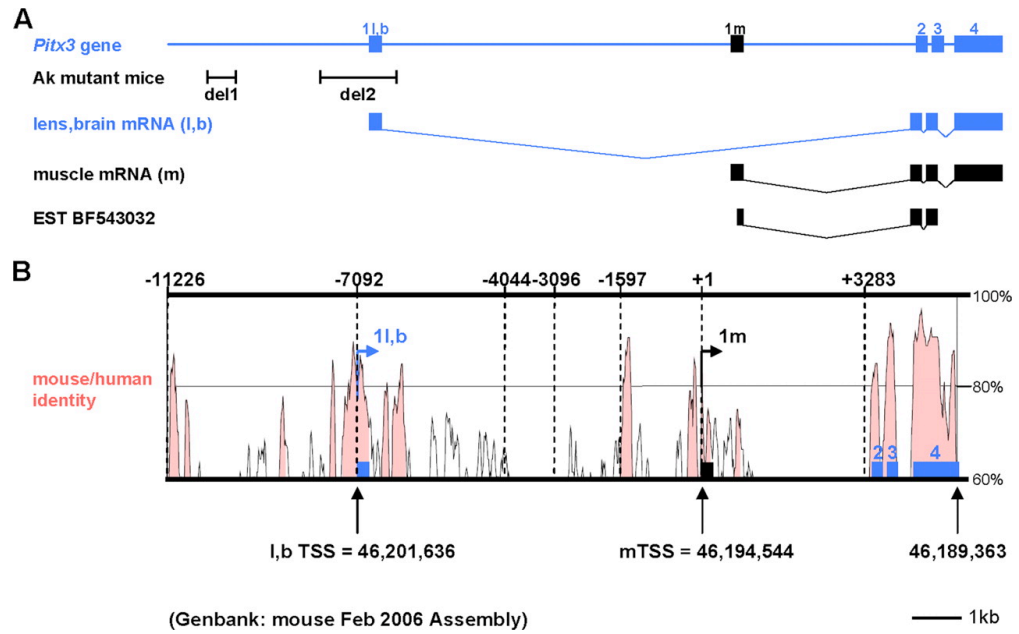 A
1l,b 1m 2 3 4
Pitx3 gene
Ak mutant mice
del1 del2
lens,brain mRNA (l,b)
muscle mRNA (m)
EST BF543032
B
-11226 -7092 -4044 -3096 -1597 +1 +3283
100%
1l,b 1m
mouse/human
identity
80%
2 3 4
60%
l,b TSS = 46,201,636 mTSS = 46,194,544 46,189,363
(Genbank: mouse Feb 2006 Assembly) 1kb